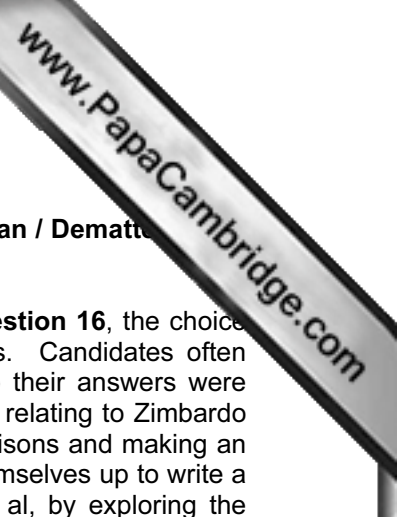 www.PapaCambridge.com
an / Dematt
estion 16, the choice
s. Candidates often
their answers were
relating to Zimbardo
isons and making an
mselves up to write a
al, by exploring the